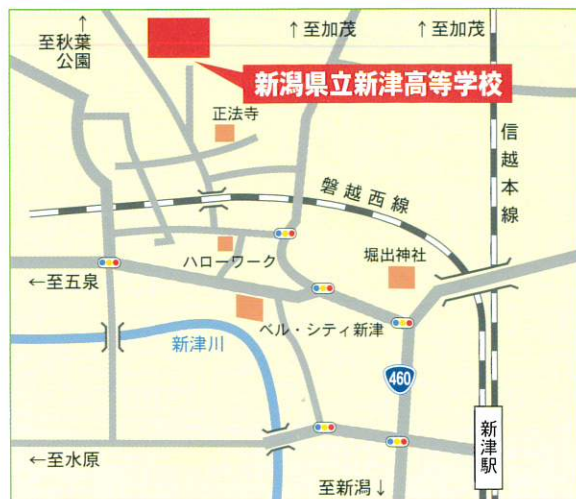 ↑
至秋葉
公園
↑至加茂
↑至加茂
新潟県立新津高等学校
正法寺
信越本線
磐越西線
堀出神社
ハローワーク
←至五泉
ベル・シティ新津
新津川
460
新津駅
←至水原
至新潟↓